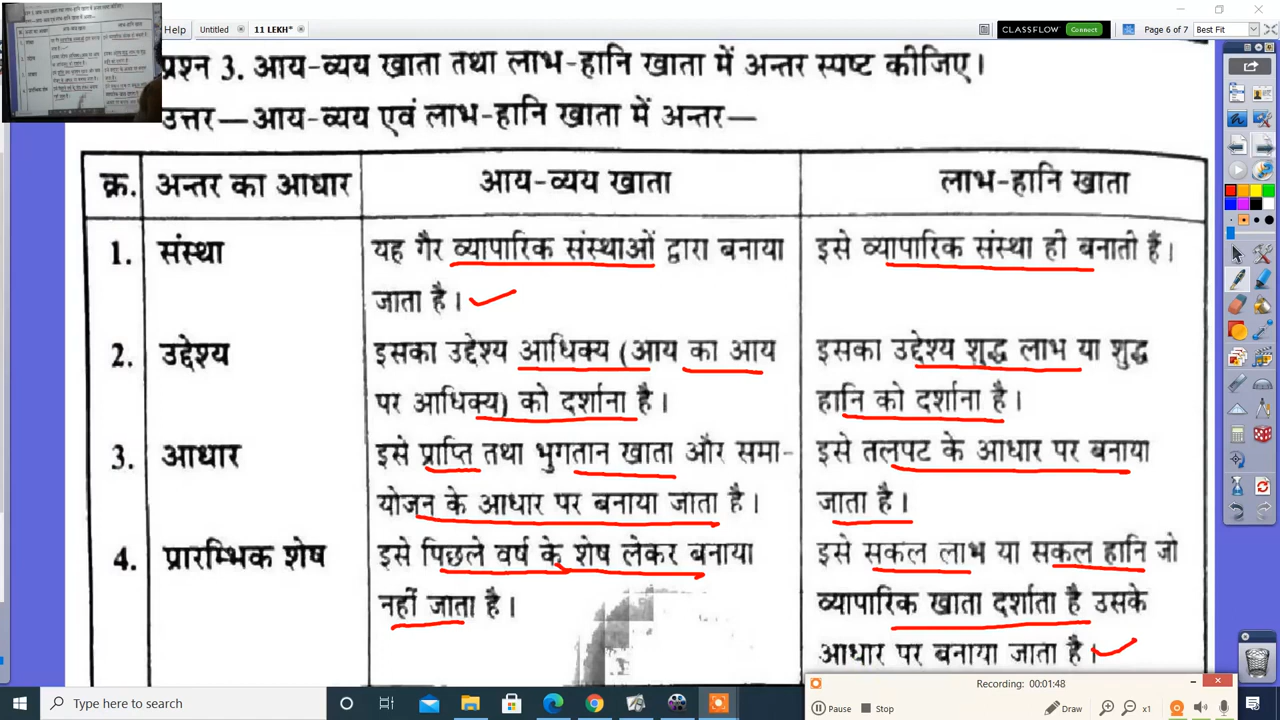 Help
Untitled
11 LEKH*
CLASSFLOW
Connect
Page 6 of 7
Best Fit
प्रश्न 3. आय-व्यय खाता तथा लाभ-हानि खाता में अन्तर स्पष्ट कीजिए।
उत्तर—आय-व्यय एवं लाभ-हानि खाता में अन्तर—
क्र. अन्तर का आधार आय-व्यय खाता लाभ-हानि खाता
1. संस्था यह गैर व्यापारिक संस्थाओं द्वारा बनाया इसे व्यापारिक संस्था ही बनाती हैं।
जाता है।
2. उद्देश्य इसका उद्देश्य आधिक्य (आय का आय इसका उद्देश्य शुद्ध लाभ या शुद्ध
पर आधिक्य) को दर्शाना है। हानि को दर्शाना है।
3. आधार इसे प्राप्ति तथा भुगतान खाता और समा- इसे तलपट के आधार पर बनाया
योजन के आधार पर बनाया जाता है। जाता है।
4. प्रारम्भिक शेष इसे पिछले वर्ष के शेष लेकर बनाया इसे सकल लाभ या सकल हानि जो
नहीं जाता है। व्यापारिक खाता दर्शाता है उसके
आधार पर बनाया जाता है।
Recording: 00:01:48
Pause Stop Draw x1
Type here to search